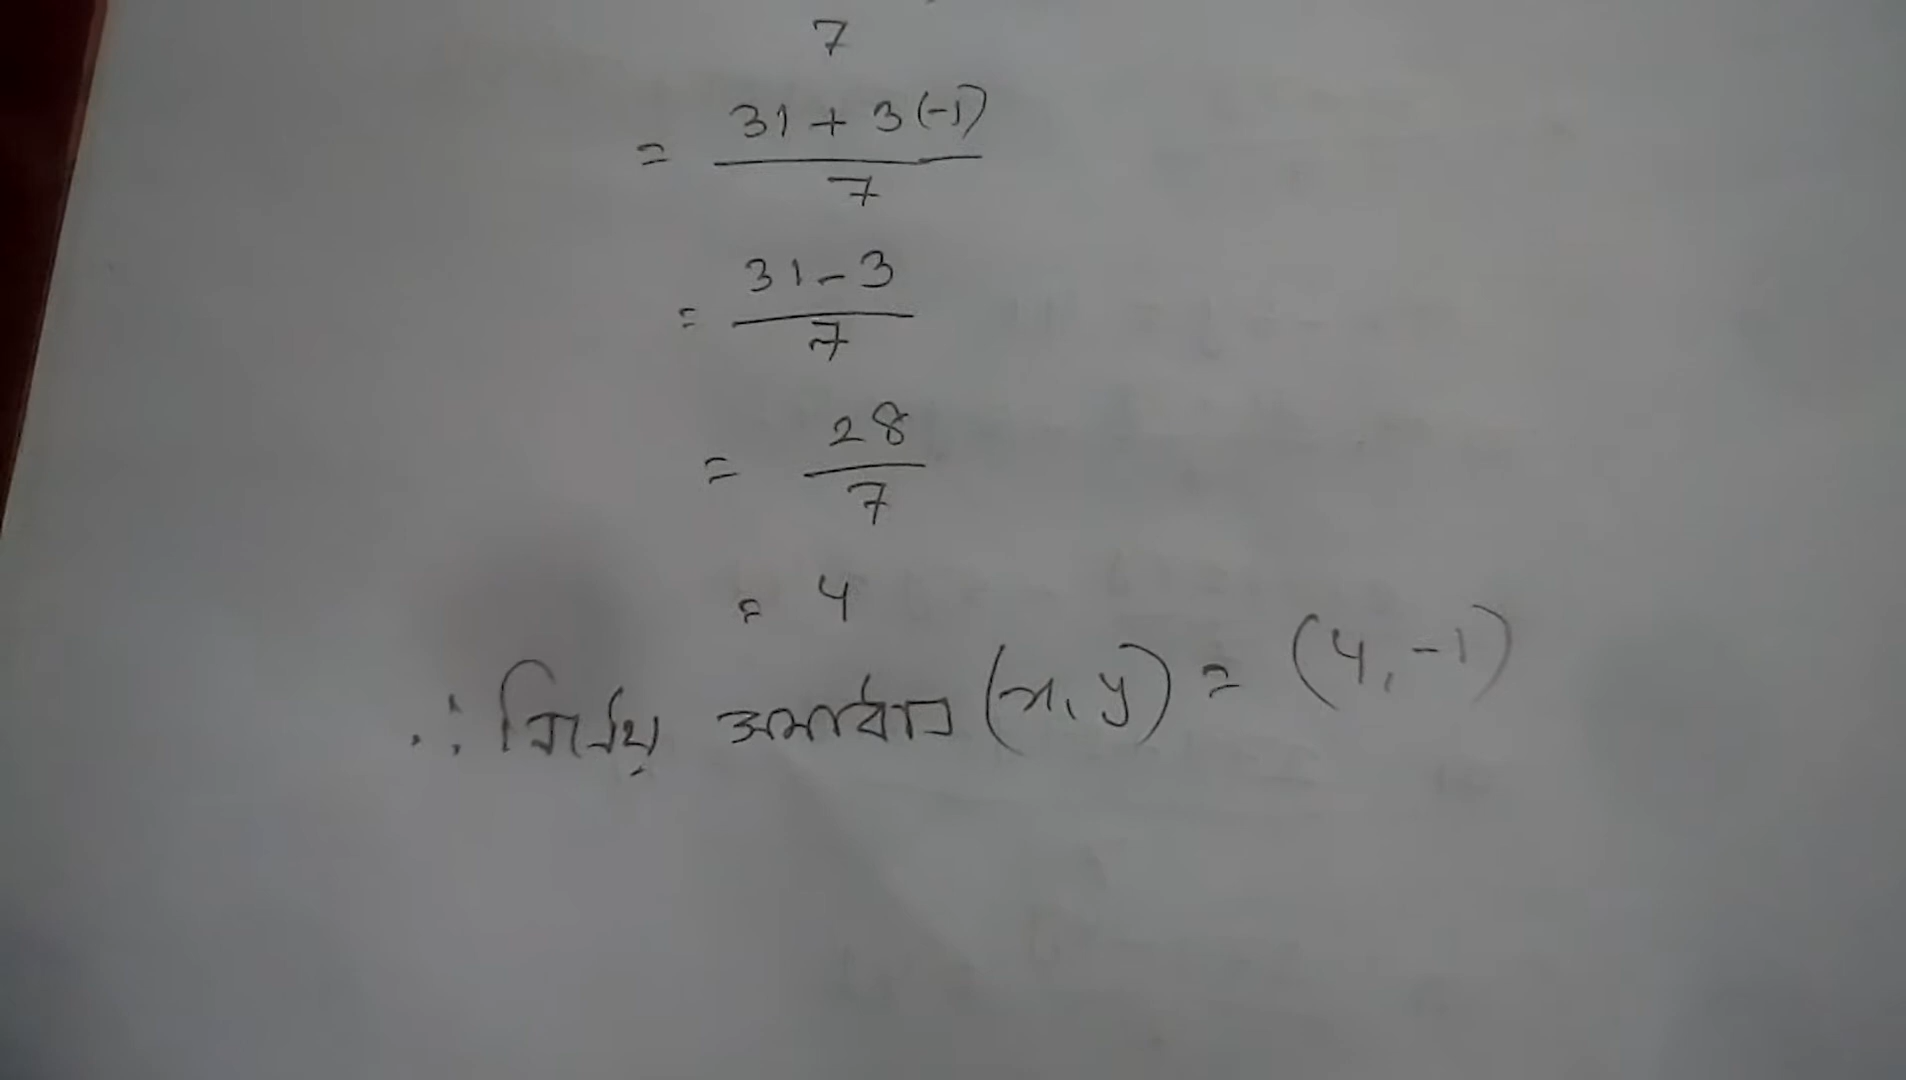 7
= 31 + 3(-1) / 7
= 31 - 3 / 7
= 28 / 7
= 4
∴ নির্ণেয় সমাধান (x, y) = (4, -1)